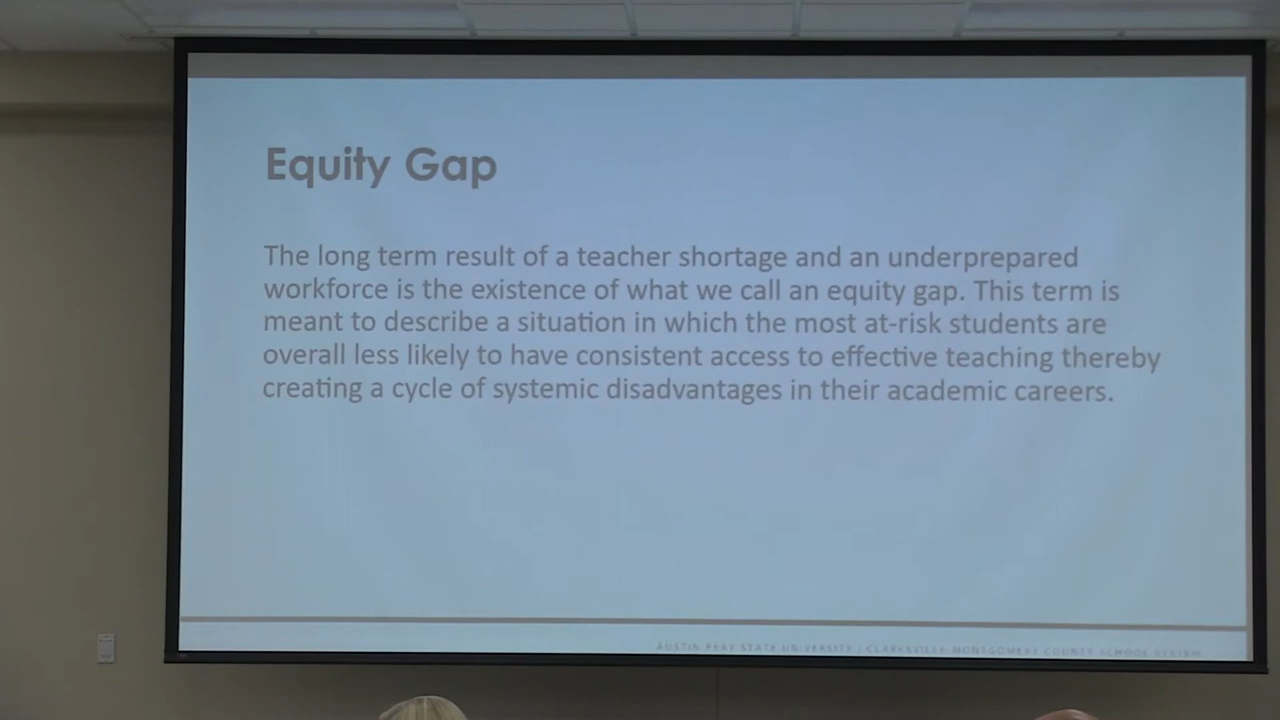 Equity Gap
The long term result of a teacher shortage and an underprepared
workforce is the existence of what we call an equity gap. This term is
meant to describe a situation in which the most at-risk students are
overall less likely to have consistent access to effective teaching thereby
creating a cycle of systemic disadvantages in their academic careers.
AUSTIN PEAY STATE UNIVERSITY | CLARKSVILLE-MONTGOMERY COUNTY SCHOOL SYSTEM